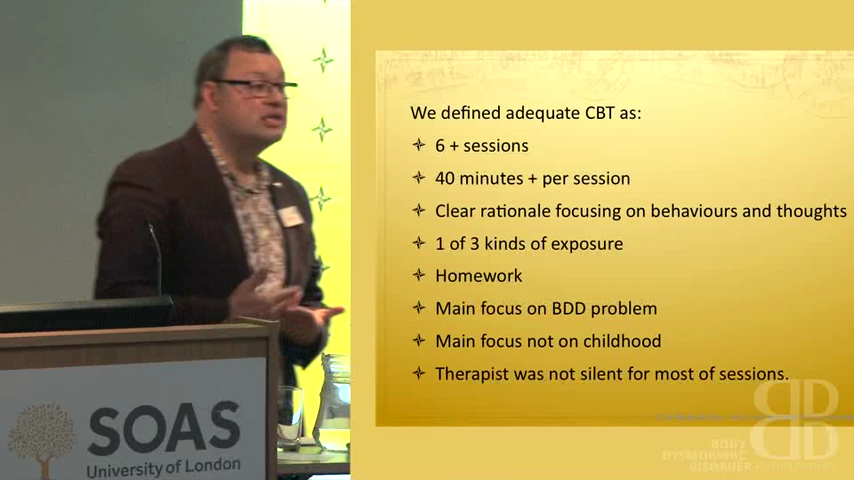 We defined adequate CBT as:
6 + sessions
40 minutes + per session
Clear rationale focusing on behaviours and thoughts
1 of 3 kinds of exposure
Homework
Main focus on BDD problem
Main focus not on childhood
Therapist was not silent for most of sessions.
SOAS
University of London
BDD
BODY
DYSMORPHIC
DISORDER